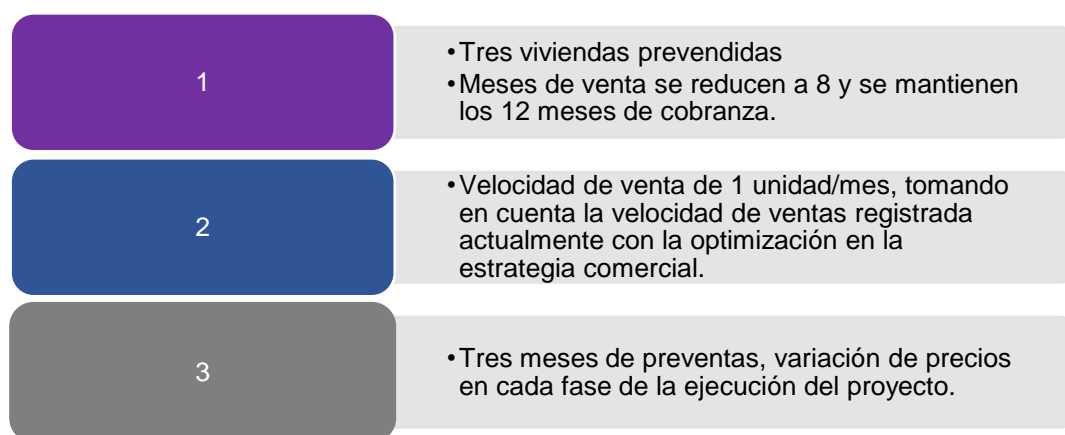 1
•Tres viviendas prevendidas
•Meses de venta se reducen a 8 y se mantienen
los 12 meses de cobranza.
2
•Velocidad de venta de 1 unidad/mes, tomando
en cuenta la velocidad de ventas registrada
actualmente con la optimización en la
estrategia comercial.
3
•Tres meses de preventas, variación de precios
en cada fase de la ejecución del proyecto.